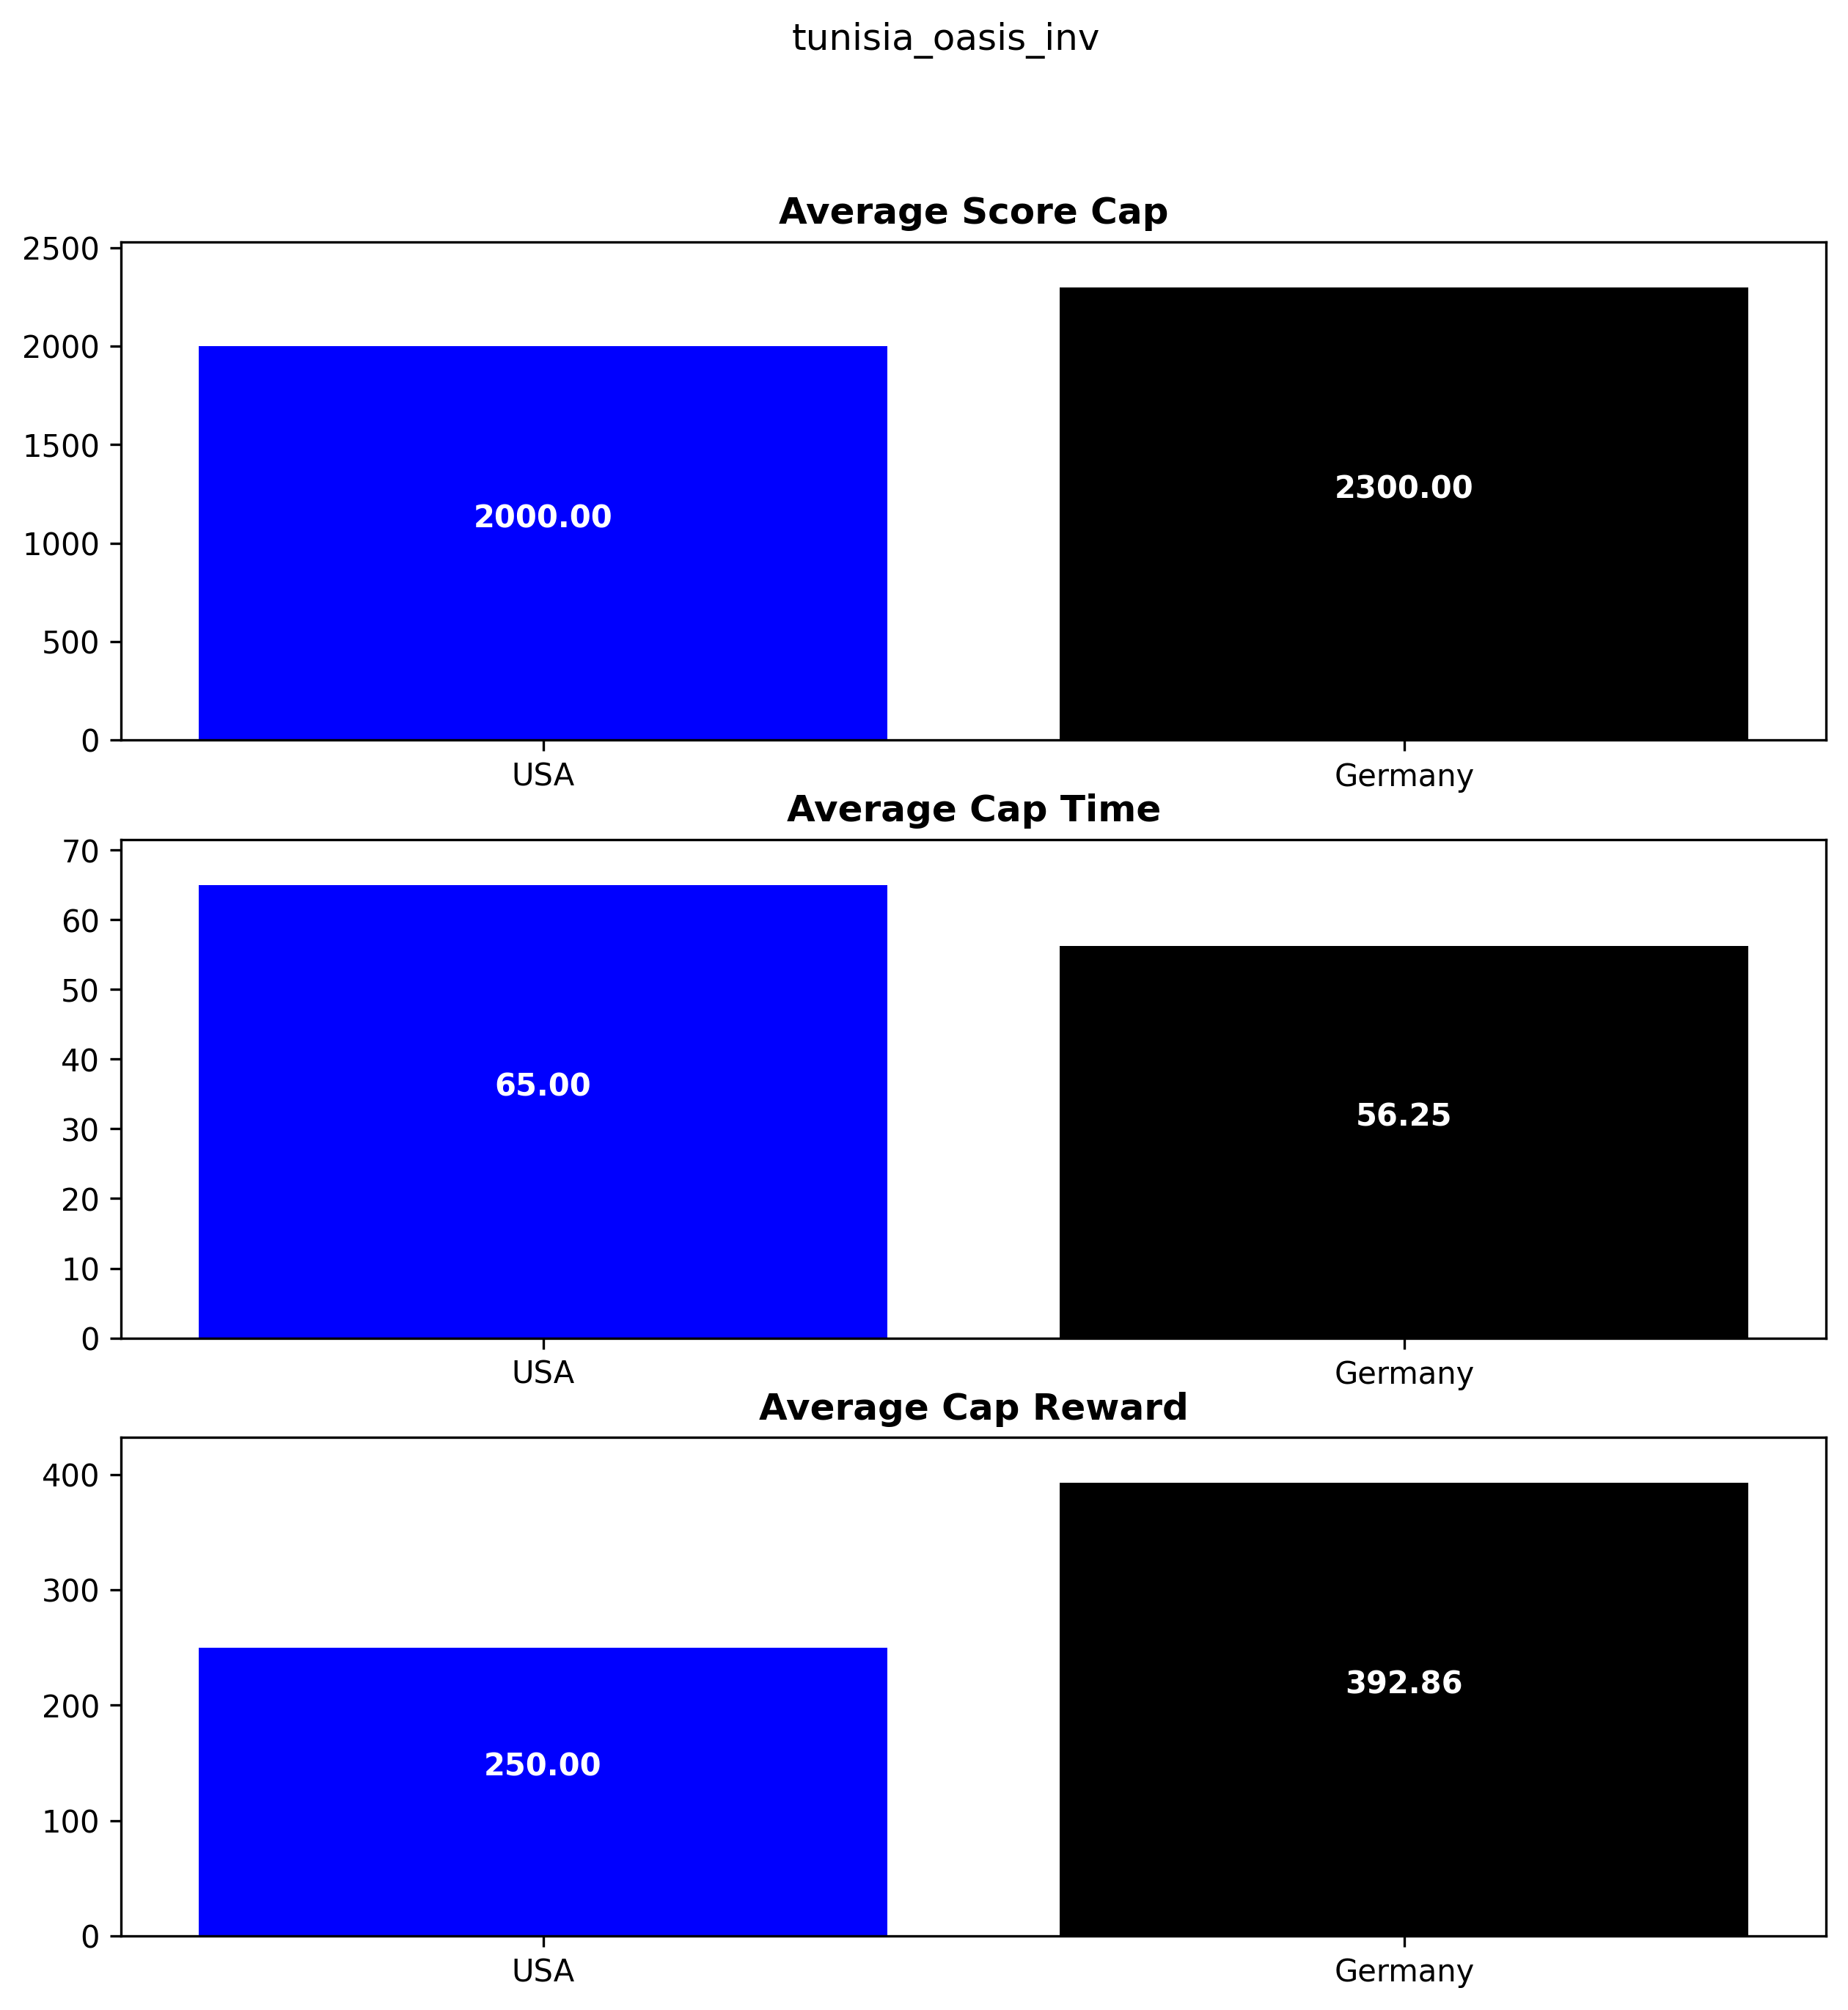 tunisia_oasis_inv
Average Score Cap
2500
2000
1500
1000
500
0
2000.00
2300.00
USA
Germany
Average Cap Time
70
60
50
40
30
20
10
0
65.00
56.25
USA
Germany
Average Cap Reward
400
300
200
100
0
250.00
392.86
USA
Germany